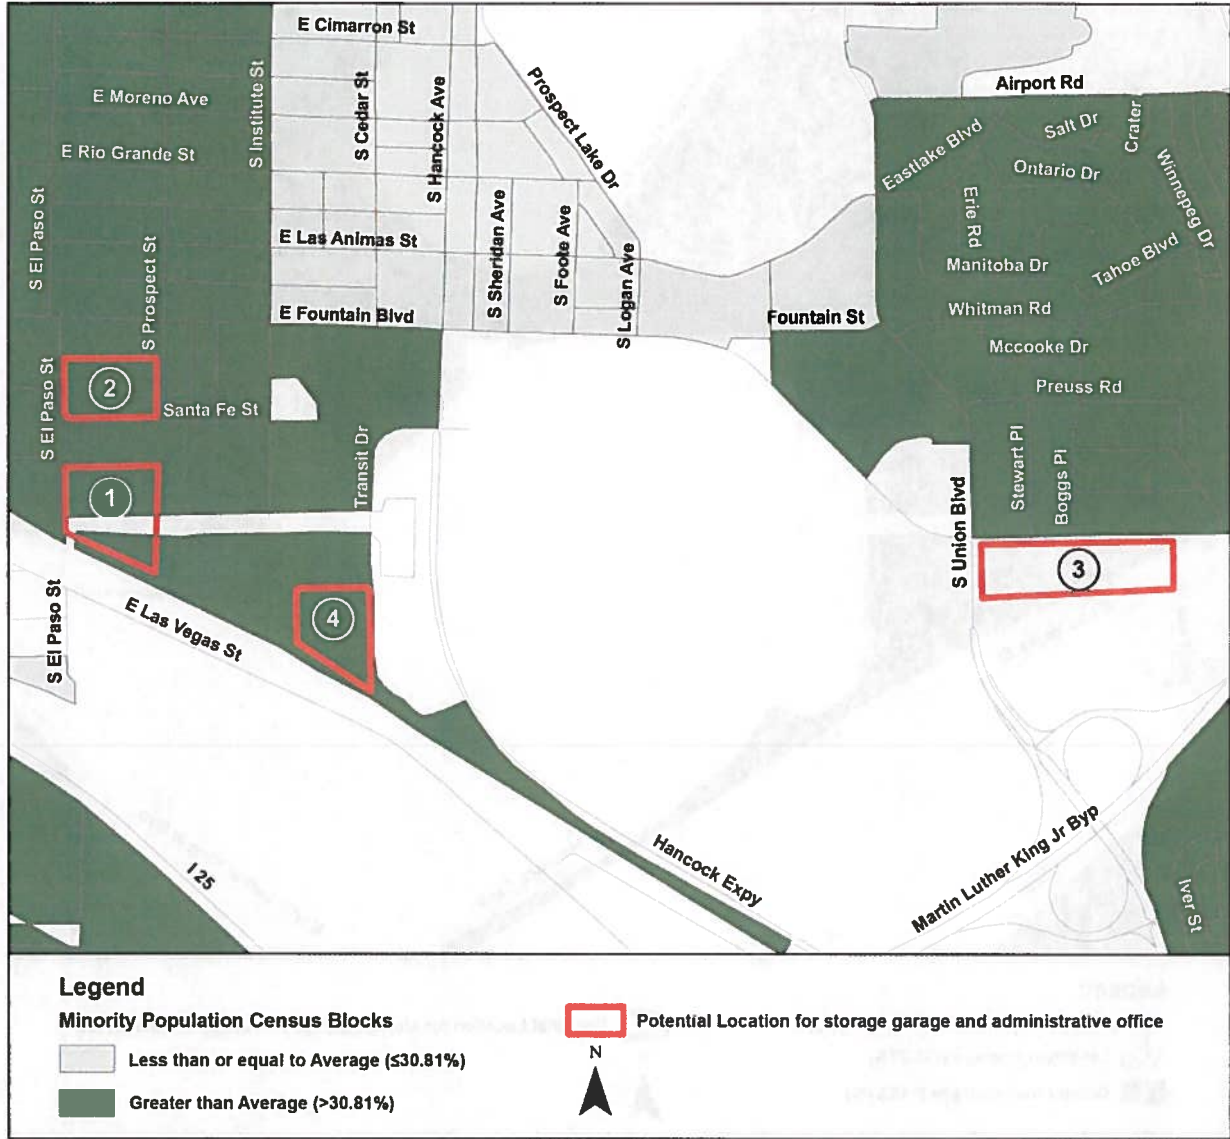 E Cimarron St
Airport Rd
E Moreno Ave
S Institute St
S Cedar St
S Hancock Ave
Prospect Lake Dr
Eastlake Blvd
Salt Dr
Crater
E Rio Grande St
Ontario Dr
Winnepeg Dr
S El Paso St
S Prospect St
E Las Animas St
S Sheridan Ave
S Foote Ave
S Logan Ave
Erie Rd
Manitoba Dr
Tahoe Blvd
E Fountain Blvd
Fountain St
Whitman Rd
Mccooke Dr
Preuss Rd
S El Paso St
2
Santa Fe St
Transit Dr
1
S Union Blvd
Stewart Pl
Boggs Pl
3
S El Paso St
E Las Vegas St
4
I 25
Hancock Expy
Martin Luther King Jr Byp
Iver St
Legend
Minority Population Census Blocks
Potential Location for storage garage and administrative office
Less than or equal to Average (≤30.81%)
N
Greater than Average (>30.81%)